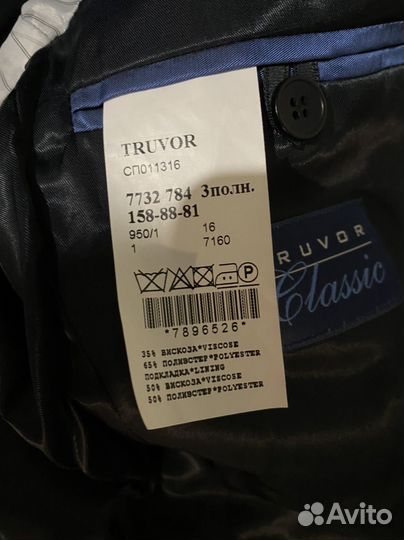 TRUVOR
СП011316
7732 784 3полн.
158-88-81
950/1 16
1 7160
P
*7896526*
35% ВИСКОЗА*VISCOSE
65% ПОЛИЭСТЕР*POLYESTER
ПОДКЛАДКА*LINING
50% ВИСКОЗА*VISCOSE
50% ПОЛИЭСТЕР*POLYESTER
RUVOR
Classic
Avito